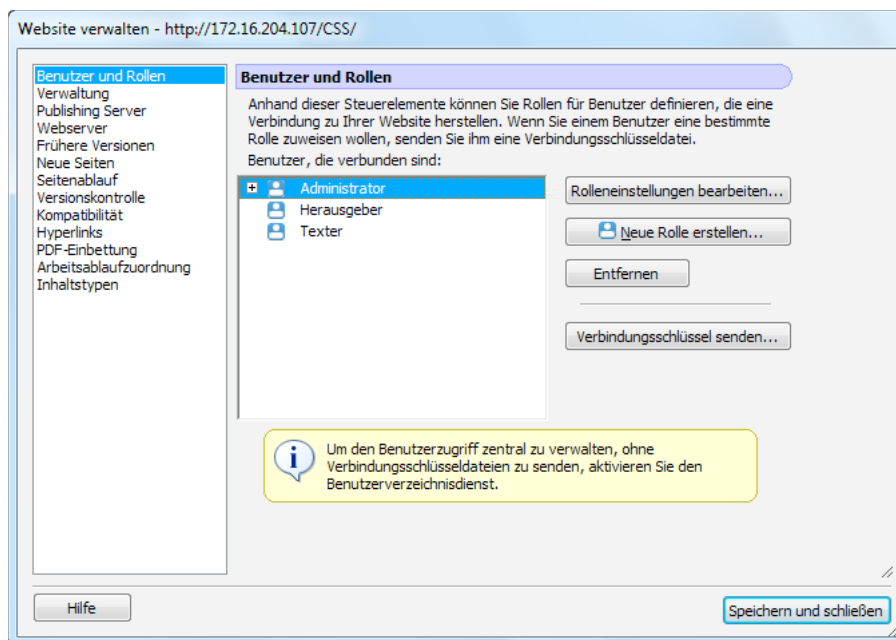 Website verwalten - http://172.16.204.107/CSS/
Benutzer und Rollen
Verwaltung
Publishing Server
Webserver
Frühere Versionen
Neue Seiten
Seitenablauf
Versionskontrolle
Kompatibilität
Hyperlinks
PDF-Einbettung
Arbeitsablaufzuordnung
Inhaltstypen
Benutzer und Rollen
Anhand dieser Steuerelemente können Sie Rollen für Benutzer definieren, die eine
Verbindung zu Ihrer Website herstellen. Wenn Sie einem Benutzer eine bestimmte
Rolle zuweisen wollen, senden Sie ihm eine Verbindungsschlüsseldatei.
Benutzer, die verbunden sind:
Administrator
Herausgeber
Texter
Rolleneinstellungen bearbeiten...
Neue Rolle erstellen...
Entfernen
Verbindungsschlüssel senden...
Um den Benutzerzugriff zentral zu verwalten, ohne
Verbindungsschlüsseldateien zu senden, aktivieren Sie den
Benutzerverzeichnisdienst.
Hilfe
Speichern und schließen